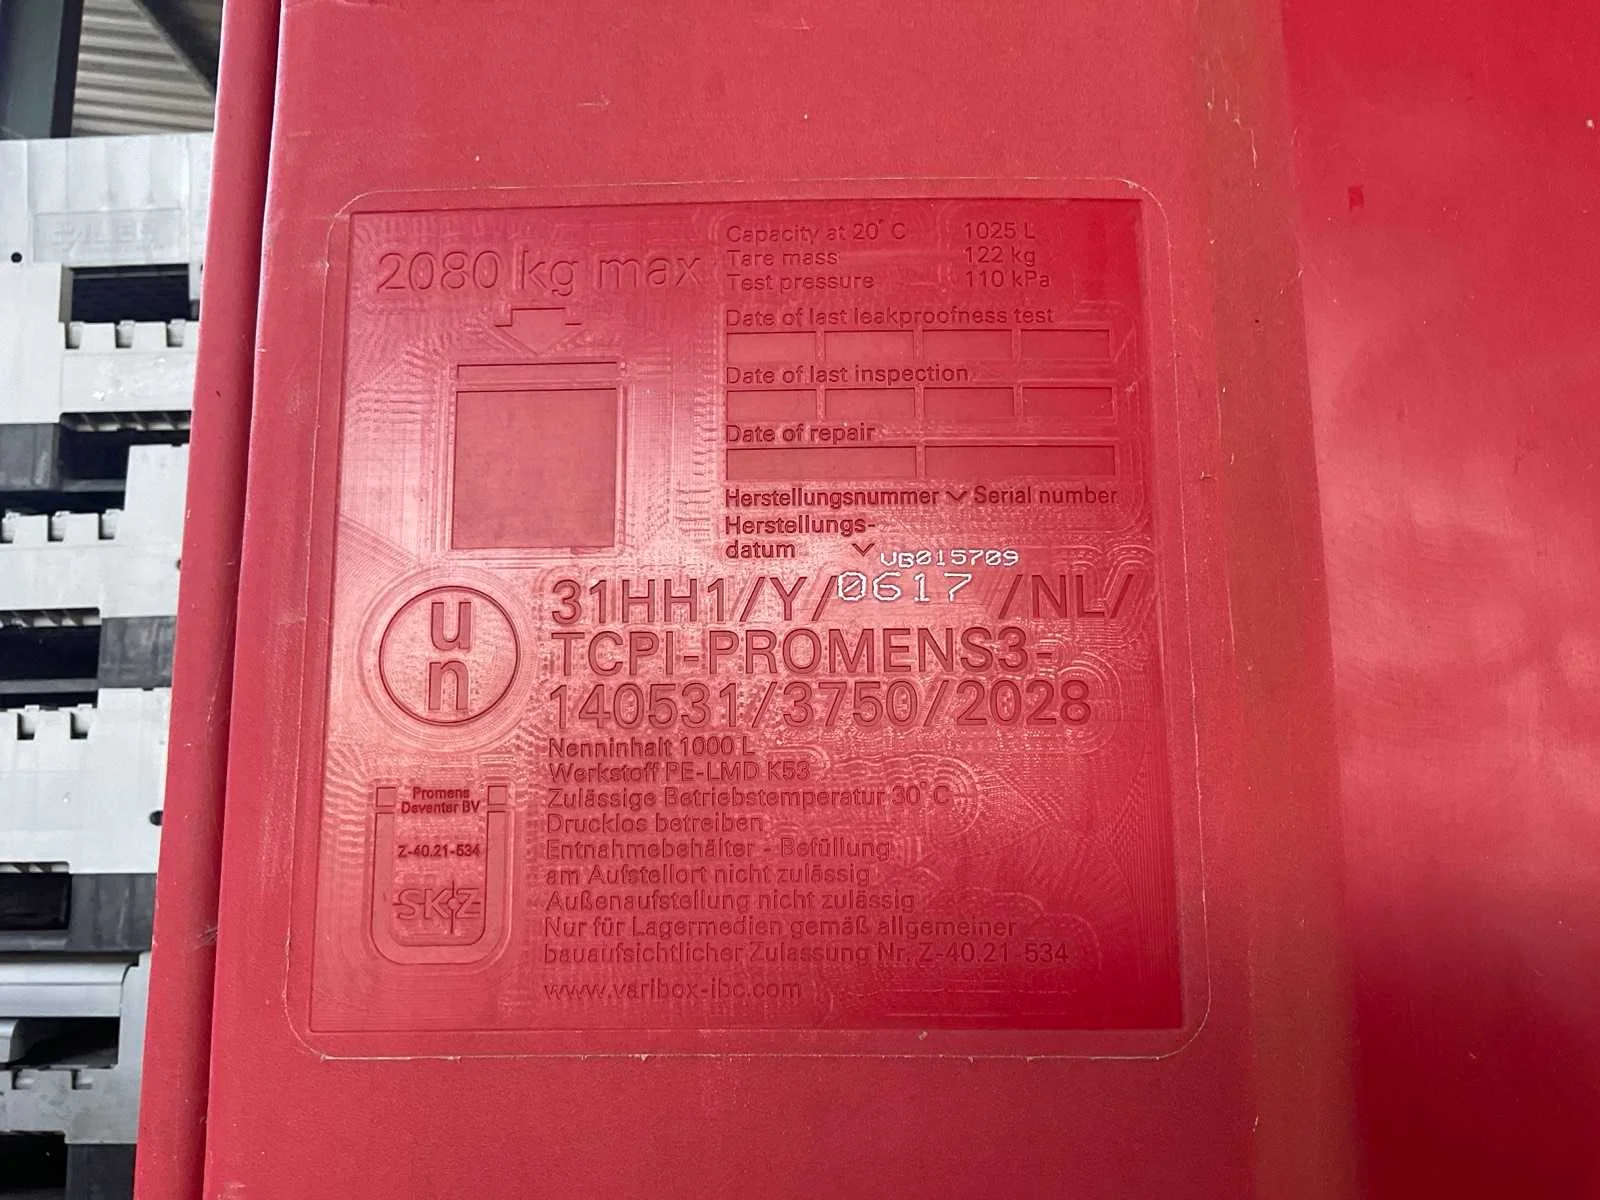 2080 kg max
Capacity at 20°C 1025 L
Tare mass 122 kg
Test pressure 110 kPa
Date of last leakproofness test
Date of last inspection
Date of repair
Herstellungsnummer Serial number
Herstellungs-
datum
VB015709
un
31HH1/Y/0617 /NL/
TCPI-PROMENS3-
140531/3750/2028
Nenninhalt 1000 L
Werkstoff PE-LMD K53
Zulässige Betriebstemperatur 30°C
Drucklos betreiben
Entnahmebehälter - Befüllung
am Aufstellort nicht zulässig
Außenaufstellung nicht zulässig
Nur für Lagermedien gemäß allgemeiner
bauaufsichtlicher Zulassung Nr. Z-40.21-534
www.varibox-ibc.com
Promens
Deventer BV
Z-40.21-534
SKZ